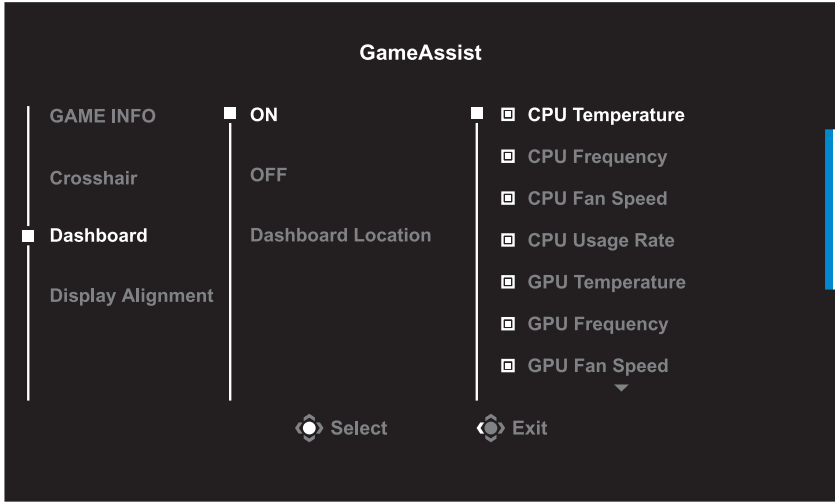 GameAssist
GAME INFO
Crosshair
Dashboard
Display Alignment
ON
OFF
Dashboard Location
CPU Temperature
CPU Frequency
CPU Fan Speed
CPU Usage Rate
GPU Temperature
GPU Frequency
GPU Fan Speed
Select Exit